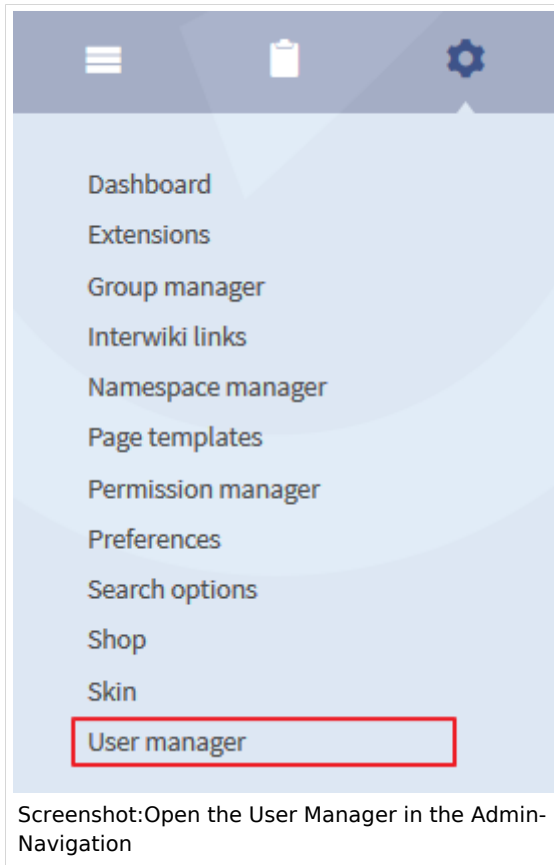 Dashboard
Extensions
Group manager
Interwiki links
Namespace manager
Page templates
Permission manager
Preferences
Search options
Shop
Skin
User manager
Screenshot:Open the User Manager in the Admin-
Navigation